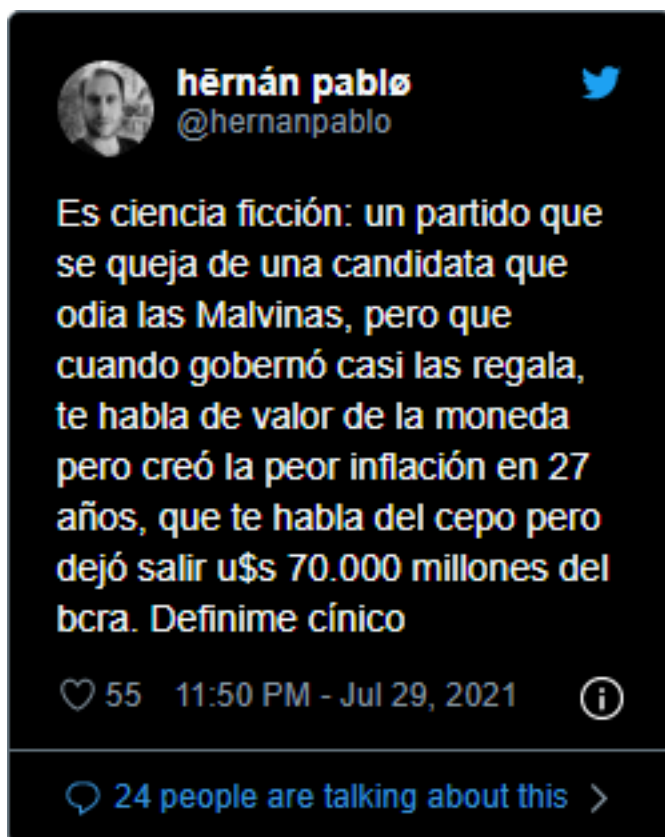 hērnán pablø
@hernanpablo
Es ciencia ficción: un partido que
se queja de una candidata que
odia las Malvinas, pero que
cuando gobernó casi las regala,
te habla de valor de la moneda
pero creó la peor inflación en 27
años, que te habla del cepo pero
dejó salir u$s 70.000 millones del
bcra. Definime cínico
55 11:50 PM - Jul 29, 2021
24 people are talking about this